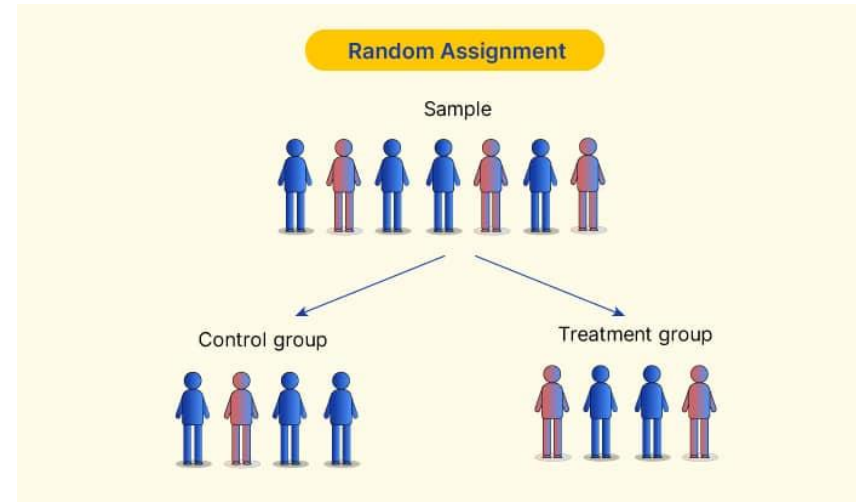 Random Assignment
Sample
Control group
Treatment group